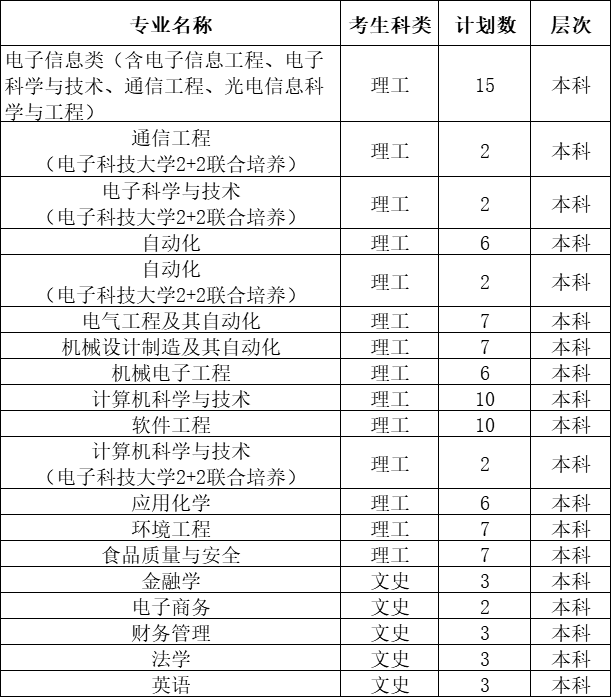 专业名称 考生科类 计划数 层次
电子信息类（含电子信息工程、电子
科学与技术、通信工程、光电信息科
学与工程） 理工 15 本科
通信工程
（电子科技大学2+2联合培养） 理工 2 本科
电子科学与技术
（电子科技大学2+2联合培养） 理工 2 本科
自动化 理工 6 本科
自动化
（电子科技大学2+2联合培养） 理工 2 本科
电气工程及其自动化 理工 7 本科
机械设计制造及其自动化 理工 7 本科
机械电子工程 理工 6 本科
计算机科学与技术 理工 10 本科
软件工程 理工 10 本科
计算机科学与技术
（电子科技大学2+2联合培养） 理工 2 本科
应用化学 理工 6 本科
环境工程 理工 7 本科
食品质量与安全 理工 7 本科
金融学 文史 3 本科
电子商务 文史 2 本科
财务管理 文史 3 本科
法学 文史 3 本科
英语 文史 3 本科